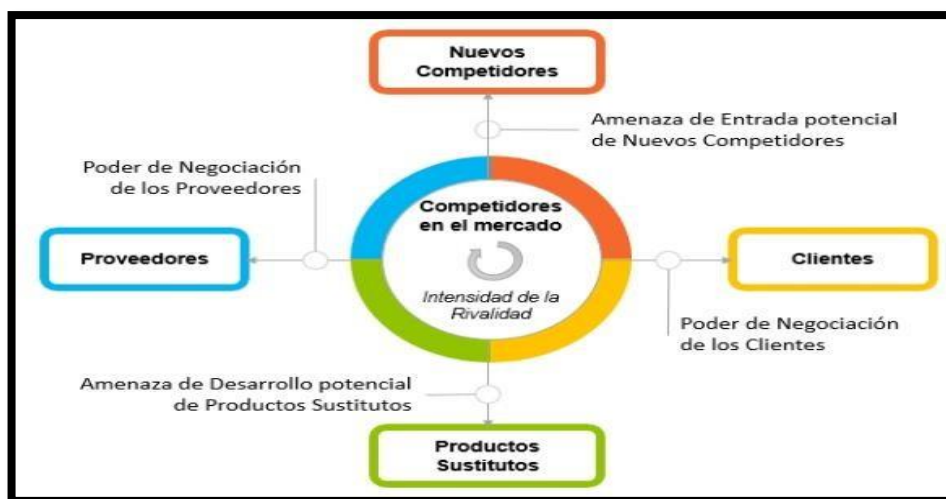 Nuevos
Competidores
Amenaza de Entrada potencial
de Nuevos Competidores
Poder de Negociación
de los Proveedores
Competidores
en el mercado
Proveedores
Clientes
Intensidad de la
Rivalidad
Poder de Negociación
de los Clientes
Amenaza de Desarrollo potencial
de Productos Sustitutos
Productos
Sustitutos